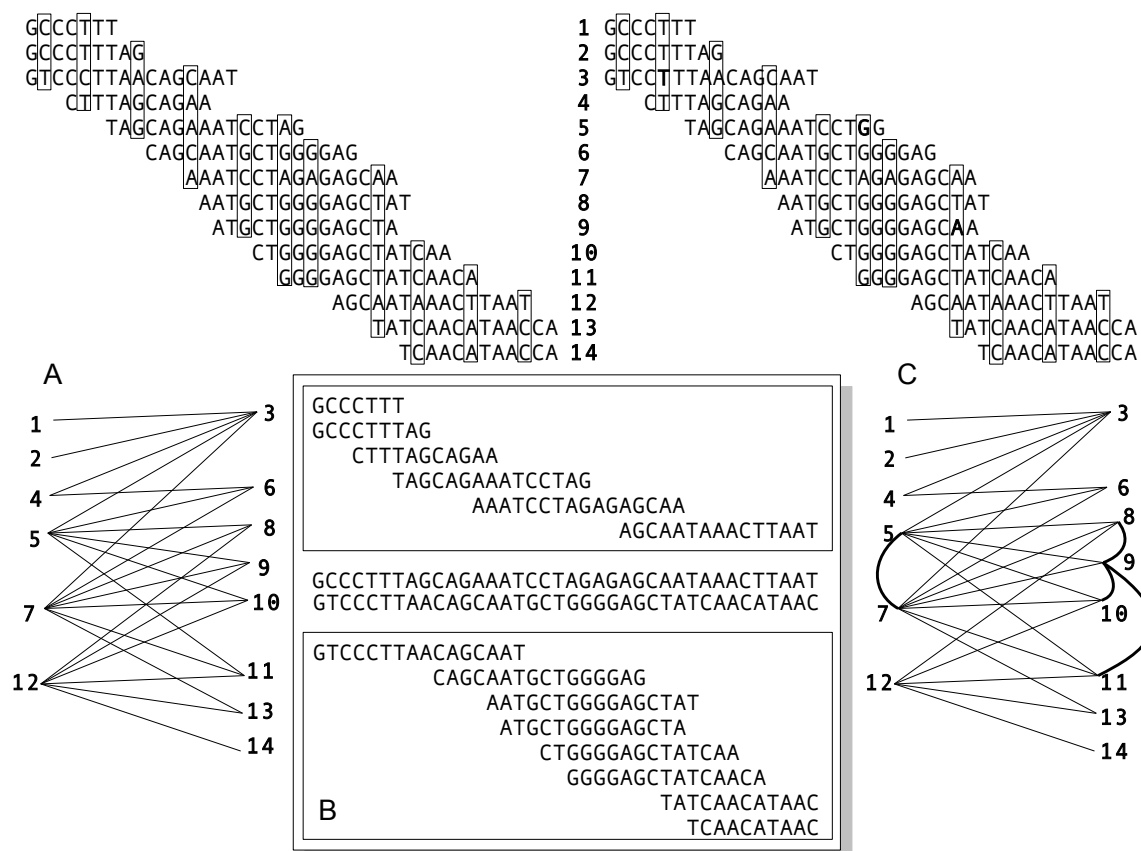 GCCCTTT 1 GCCCTTT
GCCCTTTAG 2 GCCCTTTAG
GTCCCTTAACAGCAAT 3 GTCCTTTAACAGCAAT
CTTTAGCAGAA 4 CTTTAGCAGAA
TAGCAGAAATCCTAG 5 TAGCAGAAATCCTGG
CAGCAATGCTGGGGAG 6 CAGCAATGCTGGGGAG
AAATCCTAGAGAGCAA 7 AAATCCTAGAGAGCAA
AATGCTGGGGAGCTAT 8 AATGCTGGGGAGCTAT
ATGCTGGGGAGCTA 9 ATGCTGGGGAGCAA
CTGGGGAGCTATCAA 10 CTGGGGAGCTATCAA
GGGGAGCTATCAACA 11 GGGGAGCTATCAACA
AGCAATAAACTTAAT 12 AGCAATAAACTTAAT
TATCAACATAACCA 13 TATCAACATAACCA
TCAACATAACCA 14 TCAACATAACCA
A
1
2
4
5
7
12
3
6
8
9
10
11
13
14
GCCCTTT
GCCCTTTAG
CTTTAGCAGAA
TAGCAGAAATCCTAG
AAATCCTAGAGAGCAA
AGCAATAAACTTAAT
GCCCTTTAGCAGAAATCCTAGAGAGCAATAAACTTAAT
GTCCCTTAACAGCAATGCTGGGGAGCTATCAACATAAC
GTCCCTTAACAGCAAT
CAGCAATGCTGGGGAG
AATGCTGGGGAGCTAT
ATGCTGGGGAGCTA
CTGGGGAGCTATCAA
GGGGAGCTATCAACA
TATCAACATAAC
TCAACATAAC
B
C
1
2
4
5
7
12
3
6
8
9
10
11
13
14